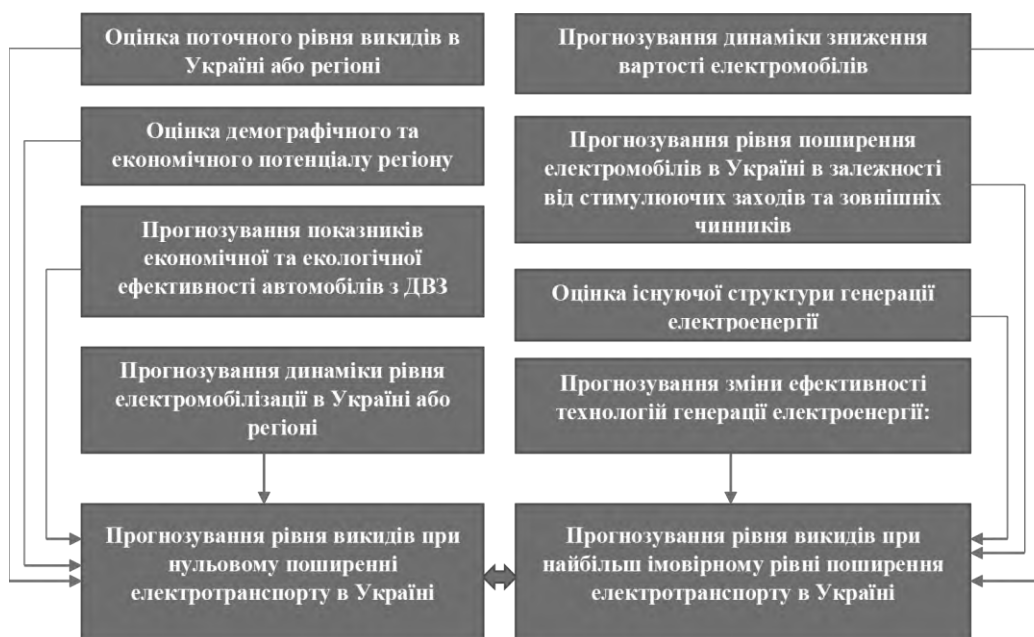 Оцінка поточного рівня викидів в
Україні або регіоні
Оцінка демографічного та
економічного потенціалу регіону
Прогнозування показників
економічної та екологічної
ефективності автомобілів з ДВЗ
Прогнозування динаміки рівня
електромобілізації в Україні або
регіоні
Прогнозування рівня викидів при
нульовому поширенні
електротранспорту в Україні
Прогнозування динаміки зниження
вартості електромобілів
Прогнозування рівня поширення
електромобілів в Україні в залежності
від стимулюючих заходів та зовнішніх
чинників
Оцінка існуючої структури генерації
електроенергії
Прогнозування зміни ефективності
технологій генерації електроенергії:
Прогнозування рівня викидів при
найбільш імовірному рівні поширення
електротранспорту в Україні